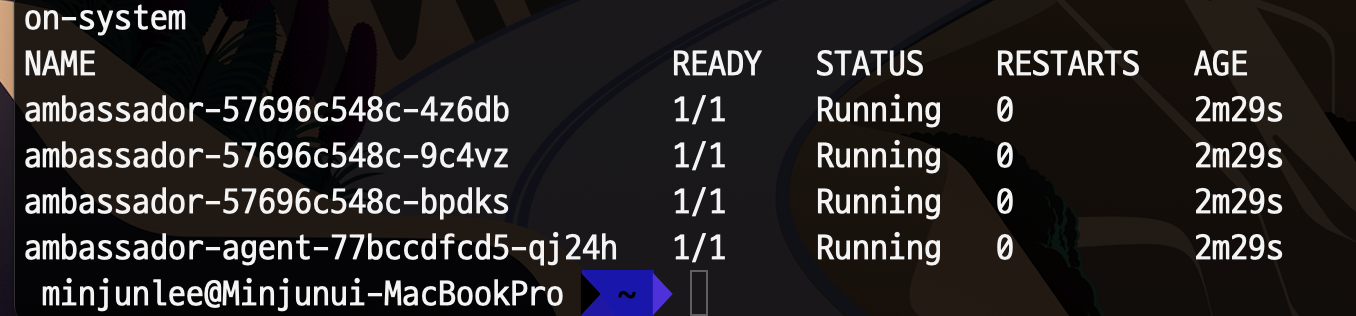 on-system
NAME READY STATUS RESTARTS AGE
ambassador-57696c548c-4z6db 1/1 Running 0 2m29s
ambassador-57696c548c-9c4vz 1/1 Running 0 2m29s
ambassador-57696c548c-bpdks 1/1 Running 0 2m29s
ambassador-agent-77bccdfcd5-qj24h 1/1 Running 0 2m29s
minjunlee@Minjunui-MacBookPro ~